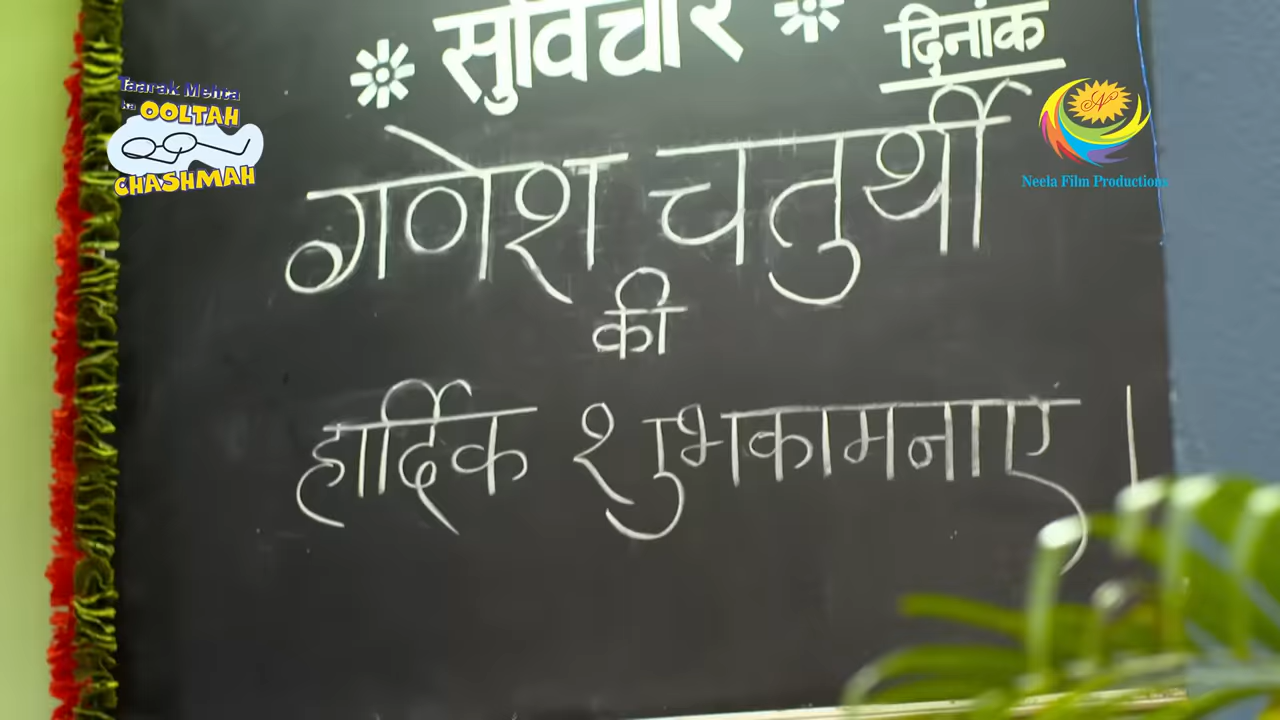 सुविचार
दिनांक
Taarak Mehta
ka OOLTAH
CHASHMAH
Neela Film Productions
गणेश चतुर्थी
की
हार्दिक शुभकामनाएं ।